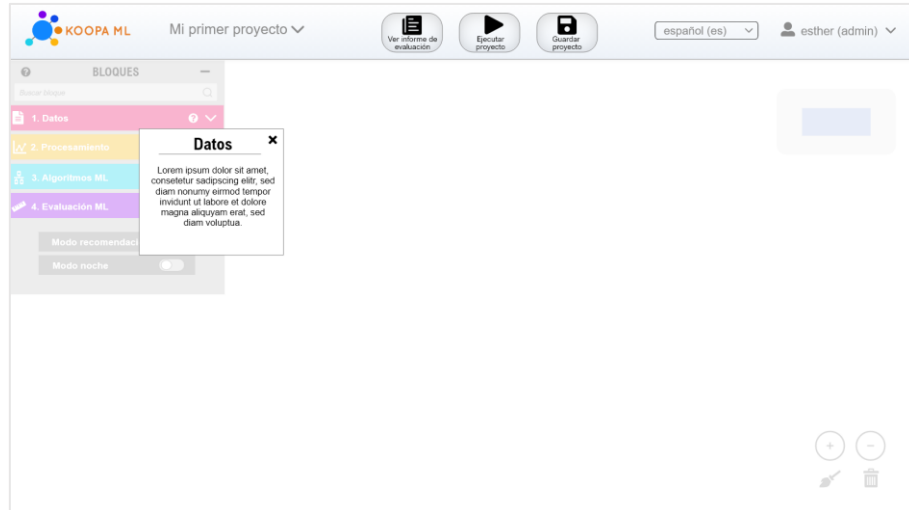 KOOPA ML
Mi primer proyecto
Ver informe de
evaluación
Ejecutar
proyecto
Guardar
proyecto
español (es)
esther (admin)
BLOQUES
Buscar bloque
1. Datos
2. Procesamiento
3. Algoritmos ML
4. Evaluación ML
Modo recomendaci
Modo noche
Datos
Lorem ipsum dolor sit amet,
consetetur sadipscing elitr, sed
diam nonumy eirmod tempor
invidunt ut labore et dolore
magna aliquyam erat, sed
diam voluptua.